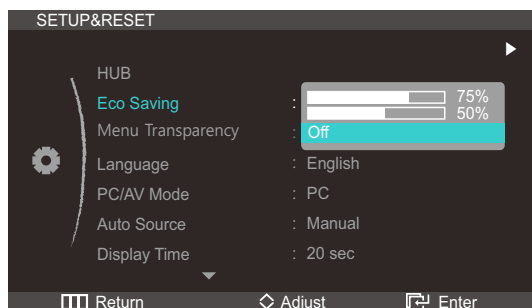 SETUP&RESET
HUB
Eco Saving : 75%
50%
Menu Transparency : Off
Language : English
PC/AV Mode : PC
Auto Source : Manual
Display Time : 20 sec
Return Adjust Enter